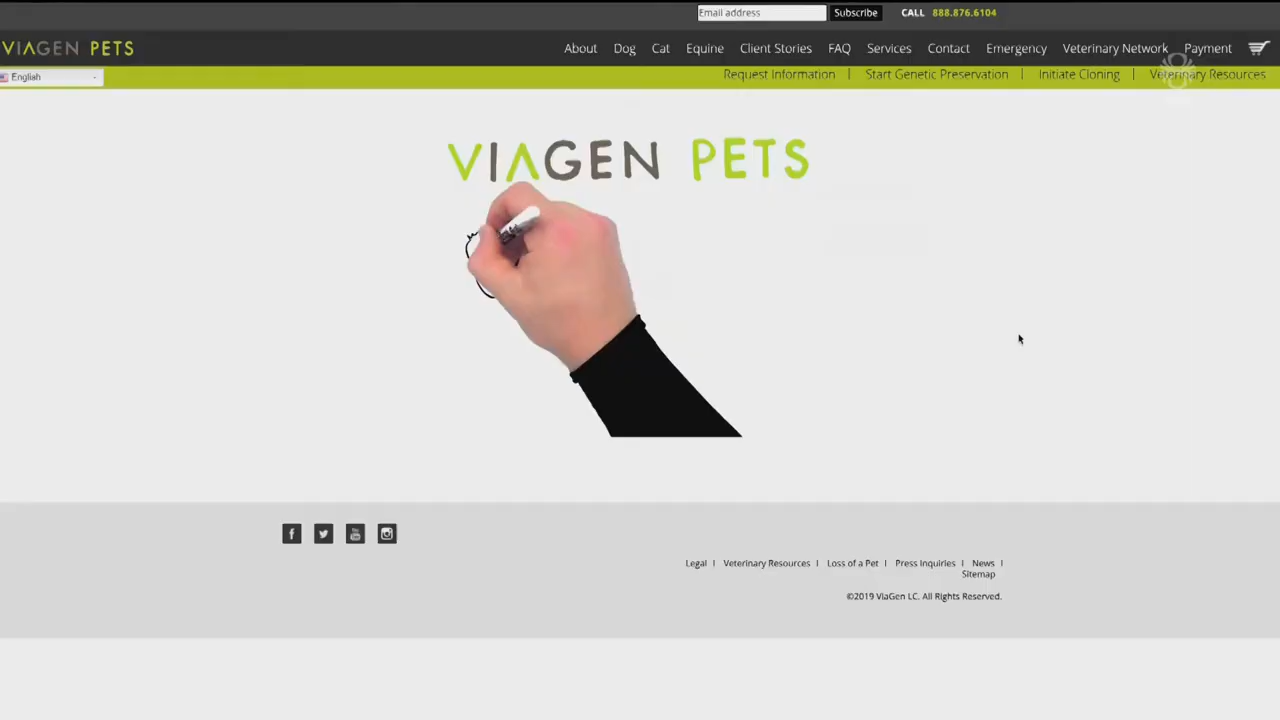 Email address Subscribe CALL 888.876.6104
VIAGEN PETS About Dog Cat Equine Client Stories FAQ Services Contact Emergency Veterinary Network Payment
English Request Information | Start Genetic Preservation | Initiate Cloning | Veterinary Resources
VIAGEN PETS
Legal | Veterinary Resources | Loss of a Pet | Press Inquiries | News |
Sitemap
©2019 ViaGen LC. All Rights Reserved.